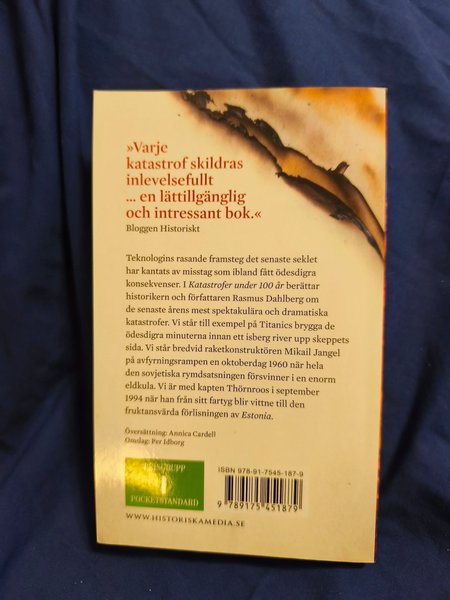 »Varje
katastrof skildras
inlevelsefullt
... en lättillgänglig
och intressant bok.«
Bloggen Historiskt
Teknologins rasande framsteg det senaste seklet
har kantats av misstag som ibland fått ödesdigra
konsekvenser. I Katastrofer under 100 år berättar
historikern och författaren Rasmus Dahlberg om
de senaste årens mest spektakulära och dramatiska
katastrofer. Vi står till exempel på Titanics brygga de
ödesdigra minuterna innan ett isberg river upp skeppets
sida. Vi står bredvid raketkonstruktören Mikail Jangel
på avfyrningsrampen en oktoberdag 1960 när hela
den sovjetiska rymdsatsningen försvinner i en enorm
eldkula. Vi är med kapten Thörnroos i september
1994 när han från sitt fartyg blir vittne till den
fruktansvärda förlisningen av Estonia.
Översättning: Annica Cardell
Omslag: Per Idborg
PRISGRUPP
1
POCKETSTANDARD
ISBN 978-91-7545-187-9
9 789175 451879
WWW.HISTORISKAMEDIA.SE